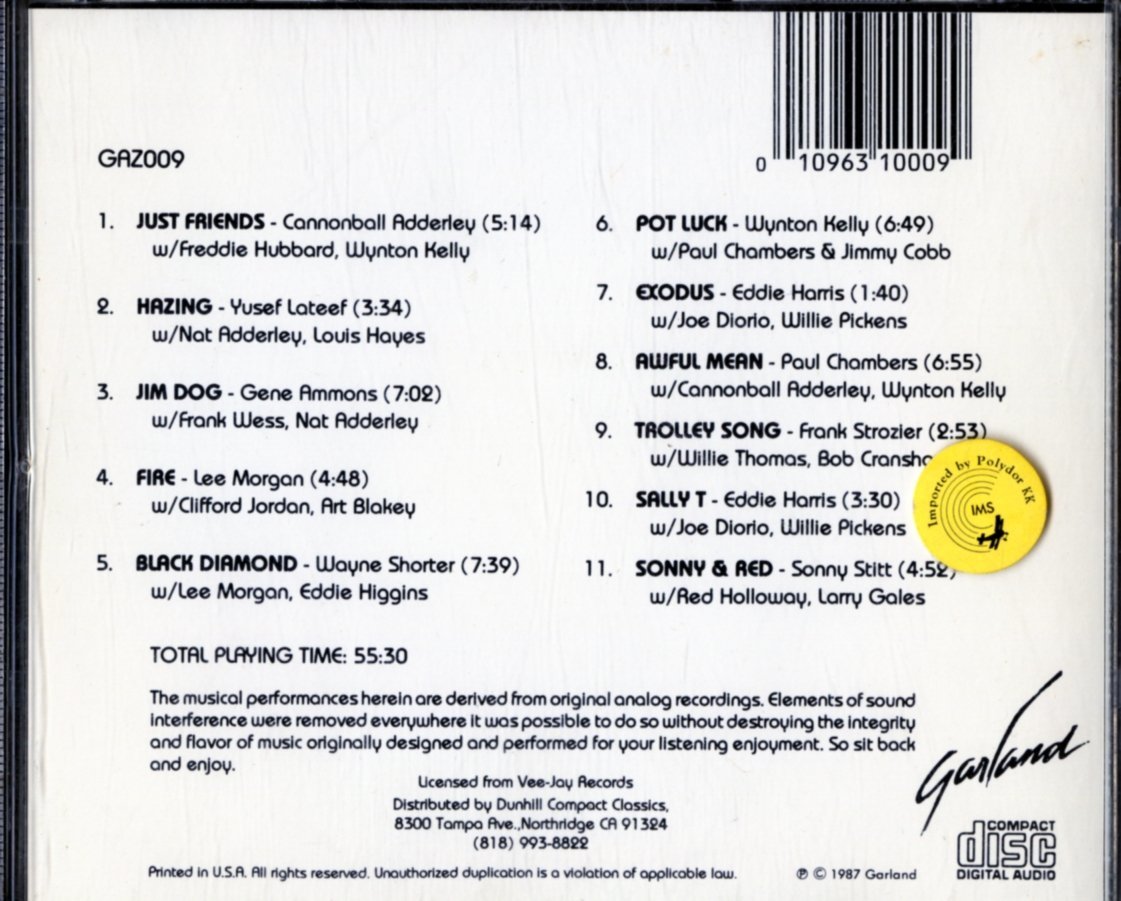 GAZ009
0 10963 10009
1. JUST FRIENDS - Cannonball Adderley (5:14)
w/Freddie Hubbard, Wynton Kelly
2. HAZING - Yusef Lateef (3:34)
w/Nat Adderley, Louis Hayes
3. JIM DOG - Gene Ammons (7:02)
w/Frank Wess, Nat Adderley
4. FIRE - Lee Morgan (4:48)
w/Clifford Jordan, Art Blakey
5. BLACK DIAMOND - Wayne Shorter (7:39)
w/Lee Morgan, Eddie Higgins
6. POT LUCK - Wynton Kelly (6:49)
w/Paul Chambers & Jimmy Cobb
7. EXODUS - Eddie Harris (1:40)
w/Joe Diorio, Willie Pickens
8. AWFUL MEAN - Paul Chambers (6:55)
w/Cannonball Adderley, Wynton Kelly
9. TROLLEY SONG - Frank Strozier (2:53)
w/Willie Thomas, Bob
10. SALLY T - Eddie Harris (3:30)
w/Joe Diorio, Willie Pickens
11. SONNY & RED - Sonny Stitt (4:52)
w/Red Holloway, Larry Gales
Imported by Polydor KK
IMS
TOTAL PLAYING TIME: 55:30
The musical performances herein are derived from original analog recordings. Elements of sound
interference were removed everywhere it was possible to do so without destroying the integrity
and flavor of music originally designed and performed for your listening enjoyment. So sit back
and enjoy.
Licensed from Vee-Jay Records
Distributed by Dunhill Compact Classics,
8300 Tampa Ave.,Northridge CA 91324
(818) 993-8822
Garland
COMPACT
disc
DIGITAL AUDIO
Printed in U.S.A. All rights reserved. Unauthorized duplication is a violation of applicable law.
℗ © 1987 Garland